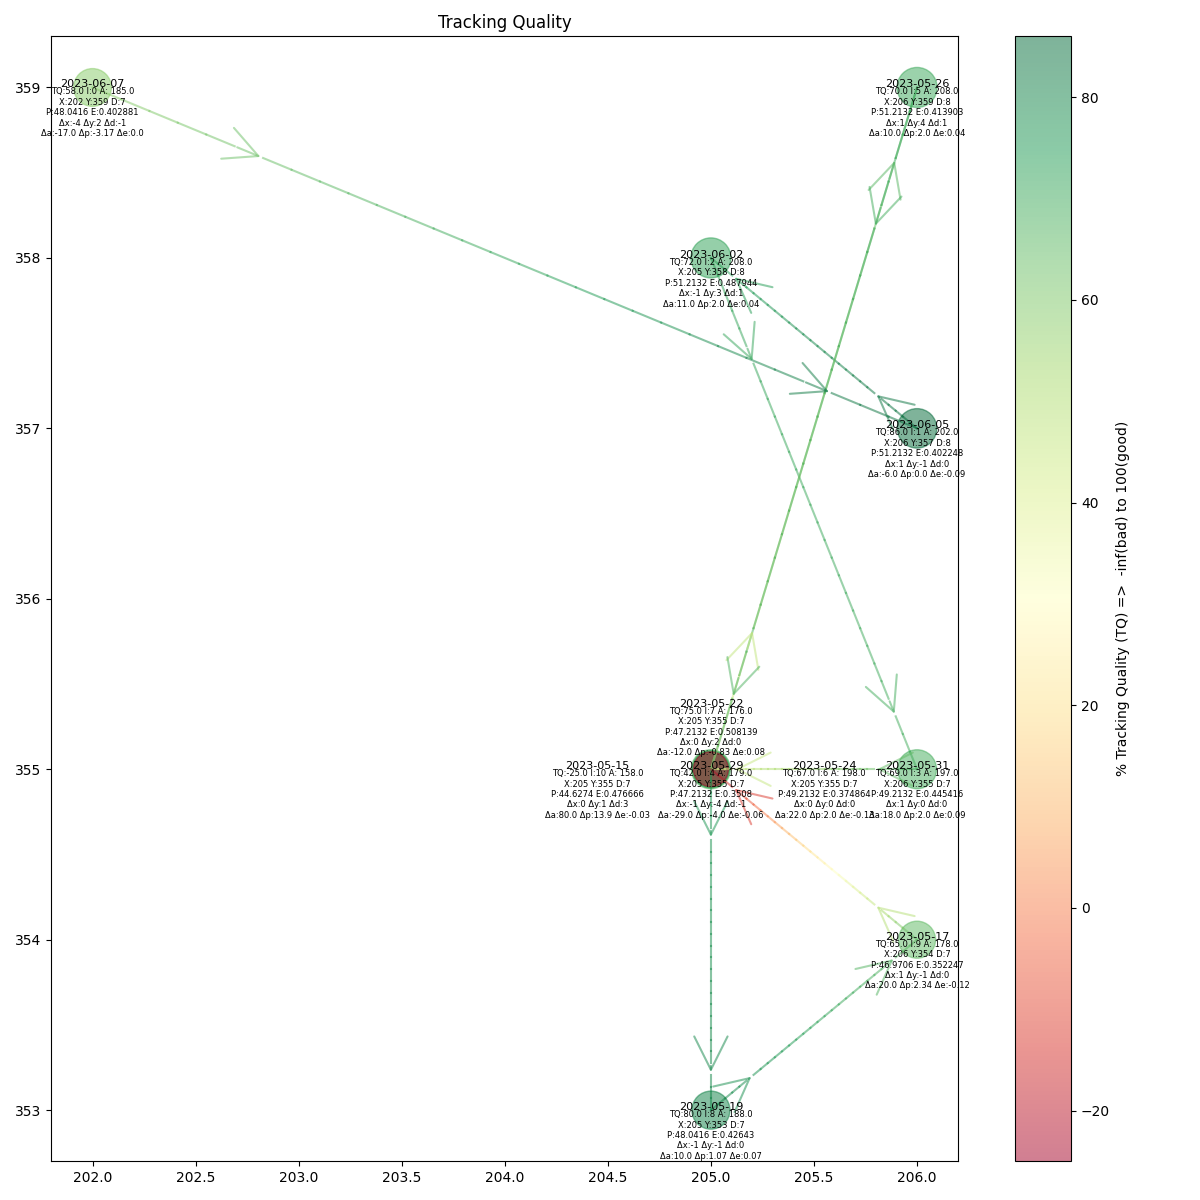 Tracking Quality
2023-06-07
TQ:58.0 I:0 A: 185.0
X:202 Y:359 D:7
P:48.0416 E:0.402881
Δx:-4 Δy:2 Δd:-1
Δa:-17.0 Δp:-3.17 Δe:0.0
2023-05-26
TQ:70.0 I:5 A: 208.0
X:206 Y:359 D:8
P:51.2132 E:0.413903
Δx:1 Δy:4 Δd:1
Δa:10.0 Δp:2.0 Δe:0.04
2023-06-02
TQ:72.0 I:2 A: 208.0
X:205 Y:358 D:8
P:51.2132 E:0.487944
Δx:-1 Δy:3 Δd:1
Δa:11.0 Δp:2.0 Δe:0.04
2023-06-05
TQ:86.0 I:1 A: 202.0
X:206 Y:357 D:8
P:51.2132 E:0.402248
Δx:1 Δy:-1 Δd:0
Δa:-6.0 Δp:0.0 Δe:-0.09
2023-05-22
TQ:75.0 I:7 A: 176.0
X:205 Y:355 D:7
P:47.2132 E:0.508139
Δx:0 Δy:2 Δd:0
Δa:-12.0 Δp:-0.83 Δe:0.08
2023-05-15
TQ:-25.0 I:10 A: 158.0
X:205 Y:355 D:7
P:44.6274 E:0.476666
Δx:0 Δy:1 Δd:3
Δa:80.0 Δp:13.9 Δe:-0.03
2023-05-29
TQ:42.0 I:4 A: 179.0
X:205 Y:355 D:7
P:47.2132 E:0.3508
Δx:-1 Δy:-4 Δd:-1
Δa:-29.0 Δp:-4.0 Δe:-0.06
2023-05-24
TQ:67.0 I:6 A: 198.0
X:205 Y:355 D:7
P:49.2132 E:0.374864
Δx:0 Δy:0 Δd:0
Δa:22.0 Δp:2.0 Δe:-0.13
2023-05-31
TQ:69.0 I:3 A: 197.0
X:206 Y:355 D:7
P:49.2132 E:0.445416
Δx:1 Δy:0 Δd:0
Δa:18.0 Δp:2.0 Δe:0.09
2023-05-17
TQ:65.0 I:9 A: 178.0
X:206 Y:354 D:7
P:46.9706 E:0.352247
Δx:1 Δy:-1 Δd:0
Δa:20.0 Δp:2.34 Δe:-0.12
2023-05-19
TQ:80.0 I:8 A: 188.0
X:205 Y:353 D:7
P:48.0416 E:0.42643
Δx:-1 Δy:-1 Δd:0
Δa:10.0 Δp:1.07 Δe:0.07
359
358
357
356
355
354
353
202.0 202.5 203.0 203.5 204.0 204.5 205.0 205.5 206.0
80
60
40
20
0
−20
% Tracking Quality (TQ) => -inf(bad) to 100(good)